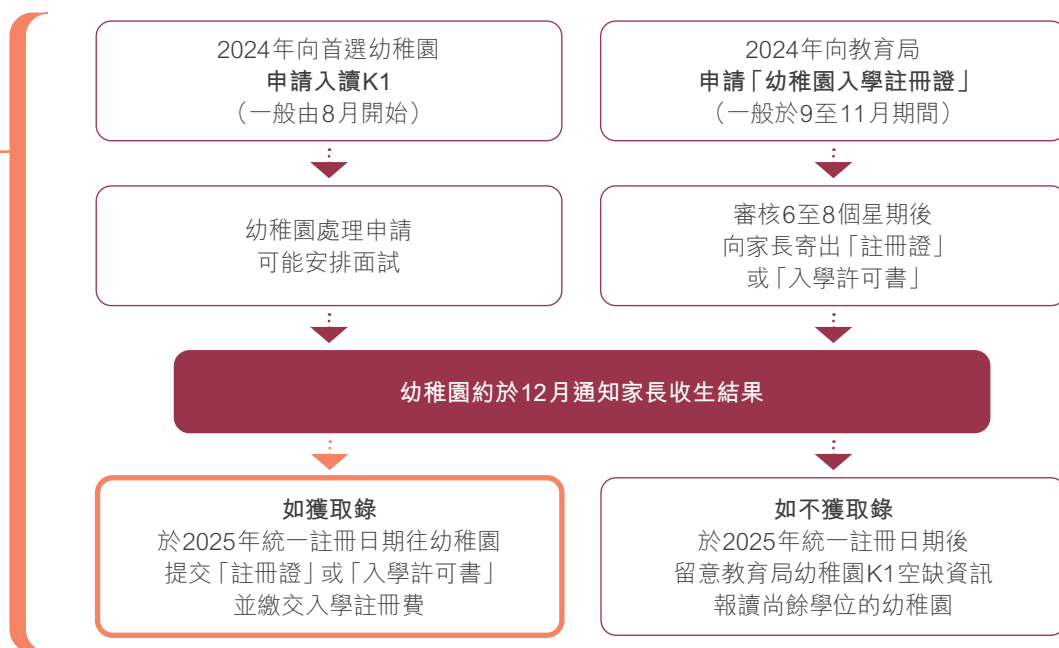 2024年向首選幼稚園
申請入讀K1
（一般由8月開始）
2024年向教育局
申請「幼稚園入學註冊證」
（一般於9至11月期間）
幼稚園處理申請
可能安排面試
審核6至8個星期後
向家長寄出「註冊證」
或「入學許可書」
幼稚園約於12月通知家長收生結果
如獲取錄
於2025年統一註冊日期往幼稚園
提交「註冊證」或「入學許可書」
並繳交入學註冊費
如不獲取錄
於2025年統一註冊日期後
留意教育局幼稚園K1空缺資訊
報讀尚餘學位的幼稚園